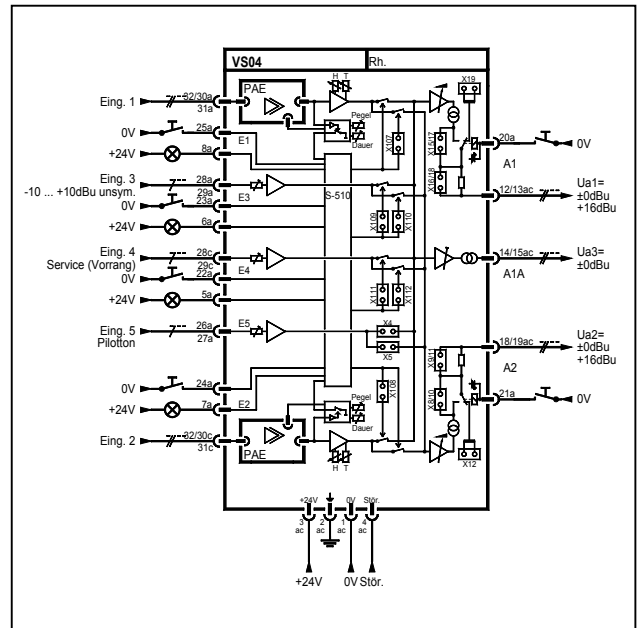 VS04 Rh.
PAE
H T
X19
Eing. 1
32/30a
31a
Pegel
Dauer
0V
25a
E1
+24V
8a
X107
X15/17
X16/18
20a
0V
A1
Eing. 3
-10 ... +10dBu unsym.
28a
29a
E3
S-510
12/13ac
Ua1=
±0dBu
+16dBu
0V
23a
+24V
6a
X109
X110
Eing. 4
Service (Vorrang)
28c
29c
E4
14/15ac
A1A
Ua3=
±0dBu
0V
22a
+24V
5a
X111
X112
Eing. 5
Pilotton
26a
27a
E5
X4
X5
18/19ac
A2
Ua2=
±0dBu
+16dBu
0V
24a
+24V
7a
E2
X108
X9/11
X8/10
21a
0V
Pegel
Dauer
Eing. 2
32/30c
31c
PAE
H T
X12
+24V 0V Stör.
3 2 1 4
ac ac ac ac
+24V 0V Stör.